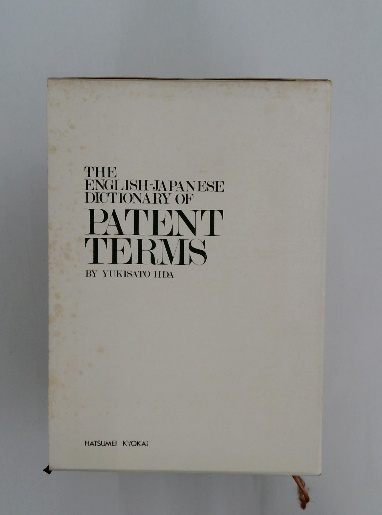 THE
ENGLISH-JAPANESE
DICTIONARY OF
PATENT
TERMS
BY YUKISATO IIDA
HATSUMEI KYOKAI